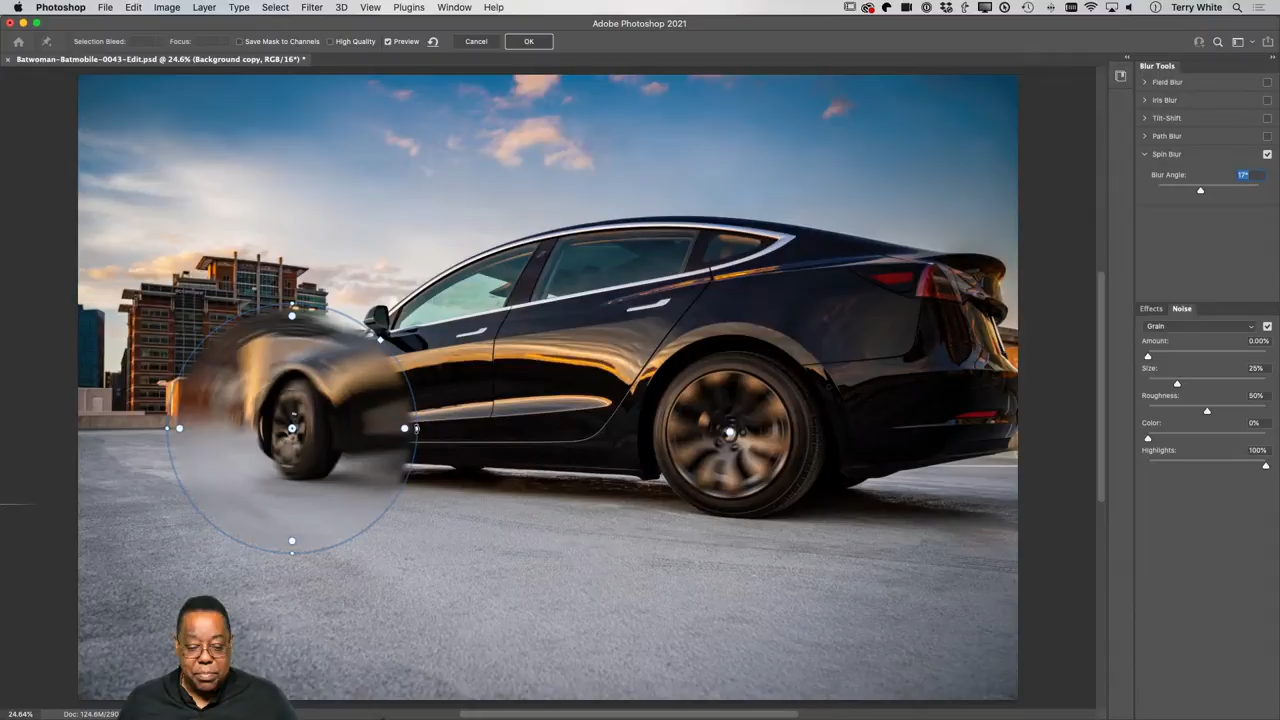 Photoshop File Edit Image Layer Type Select Filter 3D View Plugins Window Help Terry White
Adobe Photoshop 2021
Selection Bleed: Focus: Save Mask to Channels High Quality Preview Cancel OK
Batwoman-Batmobile-0043-Edit.psd @ 24.6% (Background copy, RGB/16*) *
Blur Tools
Field Blur
Iris Blur
Tilt-Shift
Path Blur
Spin Blur
Blur Angle: 17°
Effects Noise
Grain
Amount: 0.00%
Size: 25%
Roughness: 50%
Color: 0%
Highlights: 100%
24.64% Doc: 124.6M/290